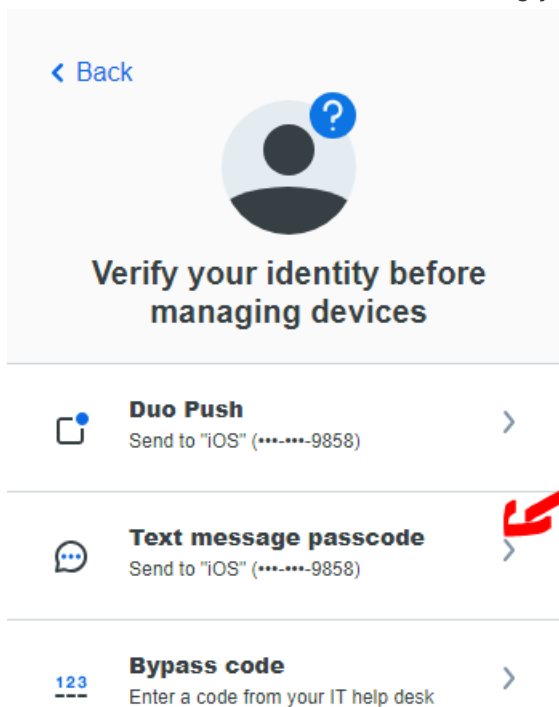 Back
?
Verify your identity before
managing devices
Duo Push
Send to "iOS" (•••-•••-9858)
Text message passcode
Send to "iOS" (•••-•••-9858)
123
Bypass code
Enter a code from your IT help desk